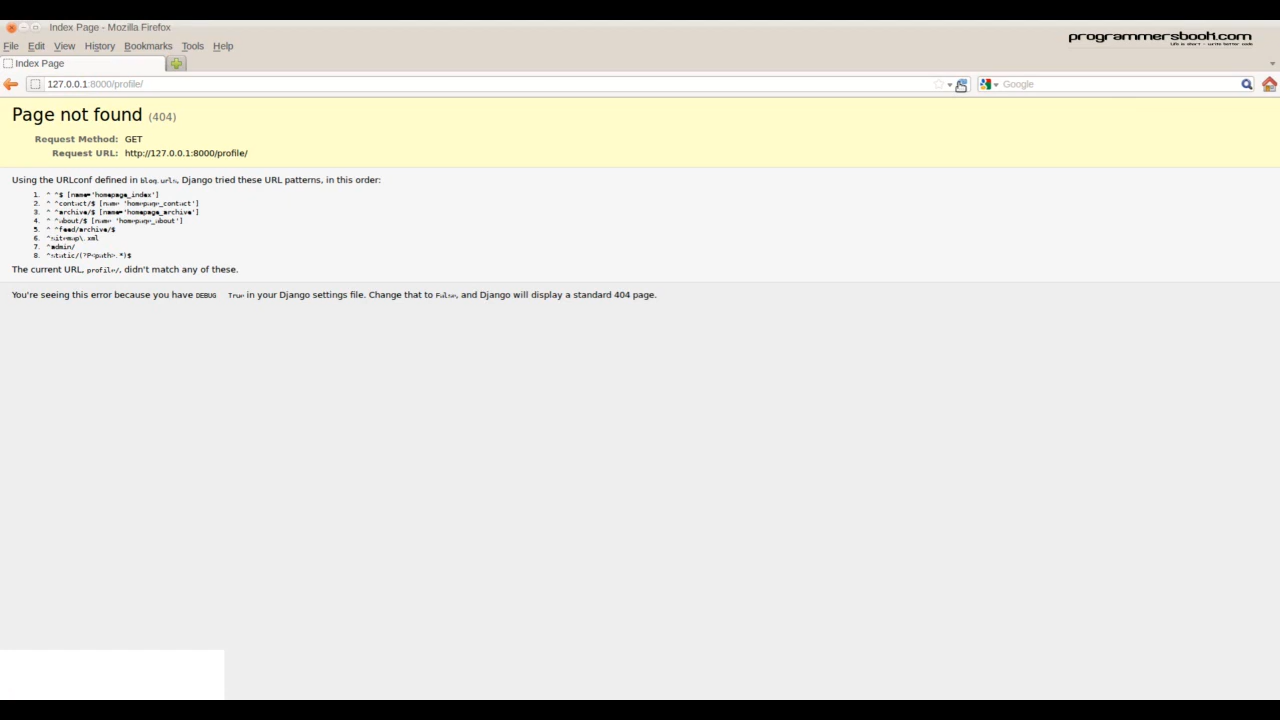 Index Page - Mozilla Firefox
File Edit View History Bookmarks Tools Help
programmersbook.com
life is short - write better code
Index Page
127.0.0.1:8000/profile/
Google
Page not found (404)
Request Method: GET
Request URL: http://127.0.0.1:8000/profile/
Using the URLconf defined in blog.urls, Django tried these URL patterns, in this order:
1. ^ ^$ [name='homepage_index']
2. ^ ^contact/$ [name='homepage_contact']
3. ^ ^archive/$ [name='homepage_archive']
4. ^ ^about/$ [name='homepage_about']
5. ^ ^feed/archive/$
6. ^sitemap\.xml
7. ^admin/
8. ^static/(?P<path>.*)$
The current URL, profile/, didn't match any of these.
You're seeing this error because you have DEBUG = True in your Django settings file. Change that to False, and Django will display a standard 404 page.